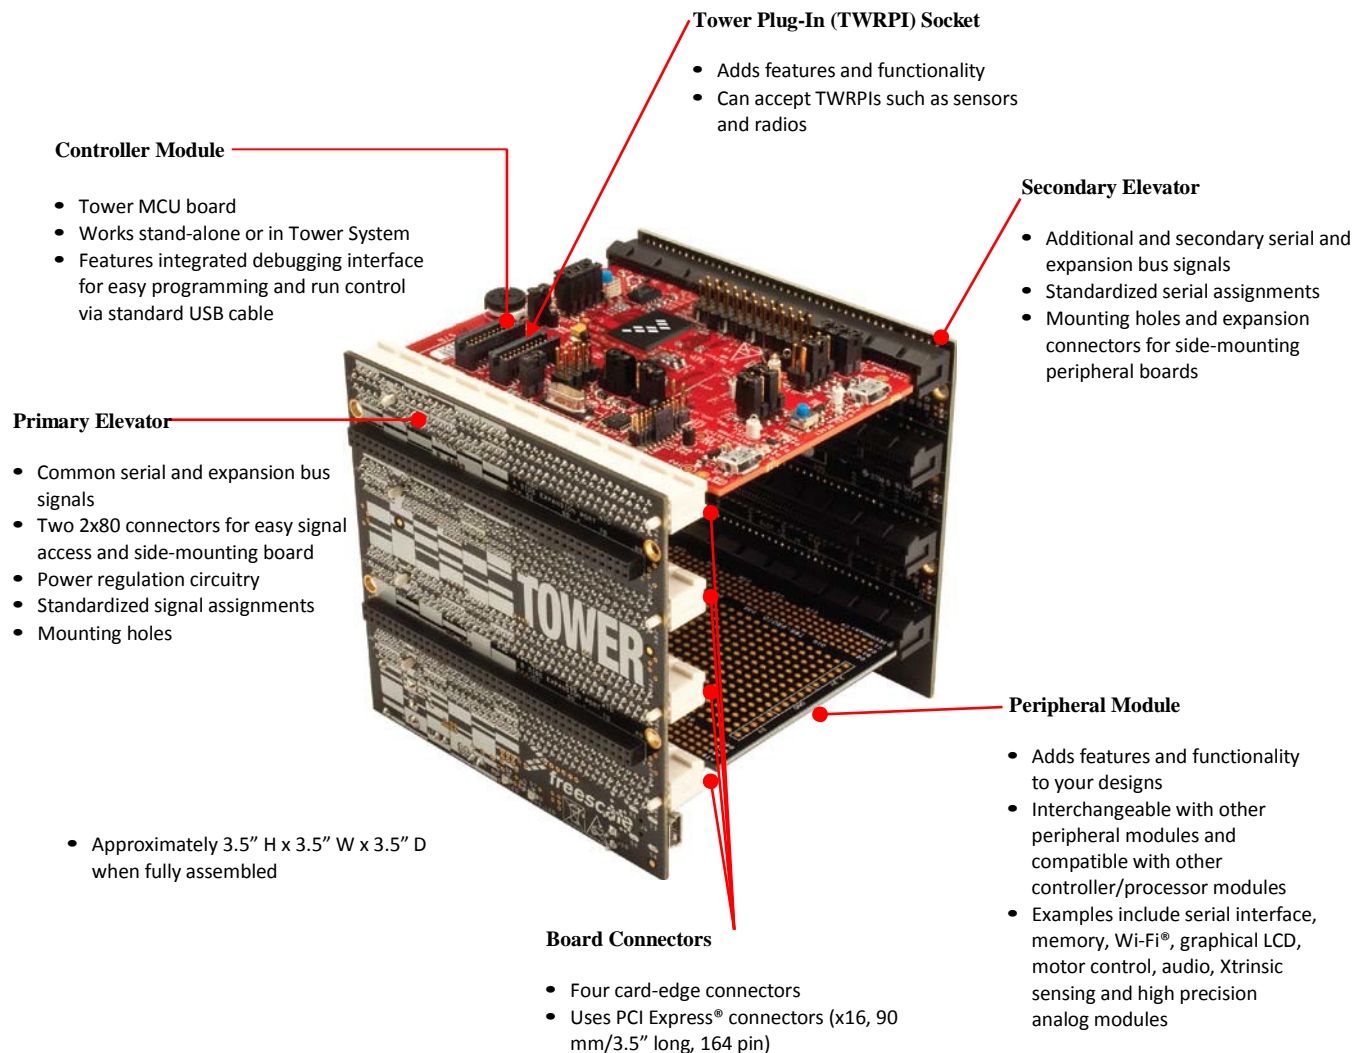 Tower Plug-In (TWRPI) Socket
• Adds features and functionality
• Can accept TWRPIs such as sensors
and radios
Controller Module
• Tower MCU board
• Works stand-alone or in Tower System
• Features integrated debugging interface
for easy programming and run control
via standard USB cable
Secondary Elevator
• Additional and secondary serial and
expansion bus signals
• Standardized serial assignments
• Mounting holes and expansion
connectors for side-mounting
peripheral boards
Primary Elevator
• Common serial and expansion bus
signals
• Two 2x80 connectors for easy signal
access and side-mounting board
• Power regulation circuitry
• Standardized signal assignments
• Mounting holes
TOWER
freescale
Peripheral Module
• Adds features and functionality
to your designs
• Interchangeable with other
peripheral modules and
compatible with other
controller/processor modules
• Examples include serial interface,
memory, Wi-Fi®, graphical LCD,
motor control, audio, Xtrinsic
sensing and high precision
analog modules
• Approximately 3.5” H x 3.5” W x 3.5” D
when fully assembled
Board Connectors
• Four card-edge connectors
• Uses PCI Express® connectors (x16, 90
mm/3.5” long, 164 pin)